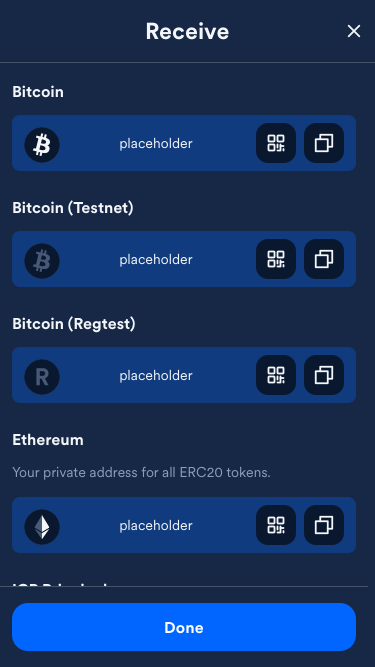 Receive
Bitcoin
placeholder
Bitcoin (Testnet)
placeholder
Bitcoin (Regtest)
placeholder
R
Ethereum
Your private address for all ERC20 tokens.
placeholder
Done